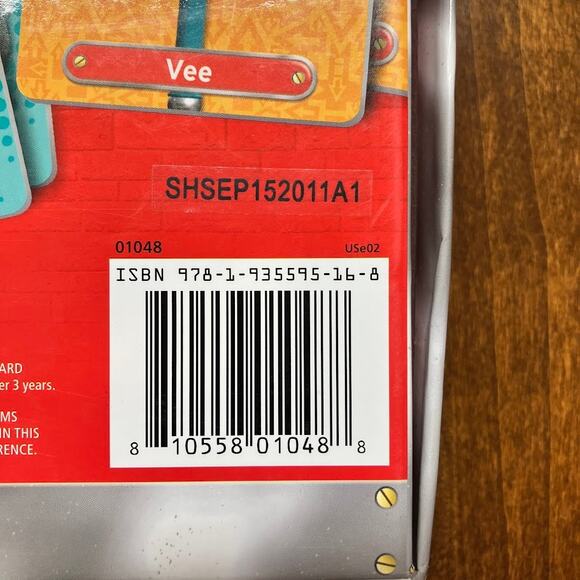 Vee
SHSEP152011A1
01048 USe02
ISBN 978-1-935595-16-8
ARD
er 3 years.
MS
IN THIS
RENCE.
8 10558 01048 8